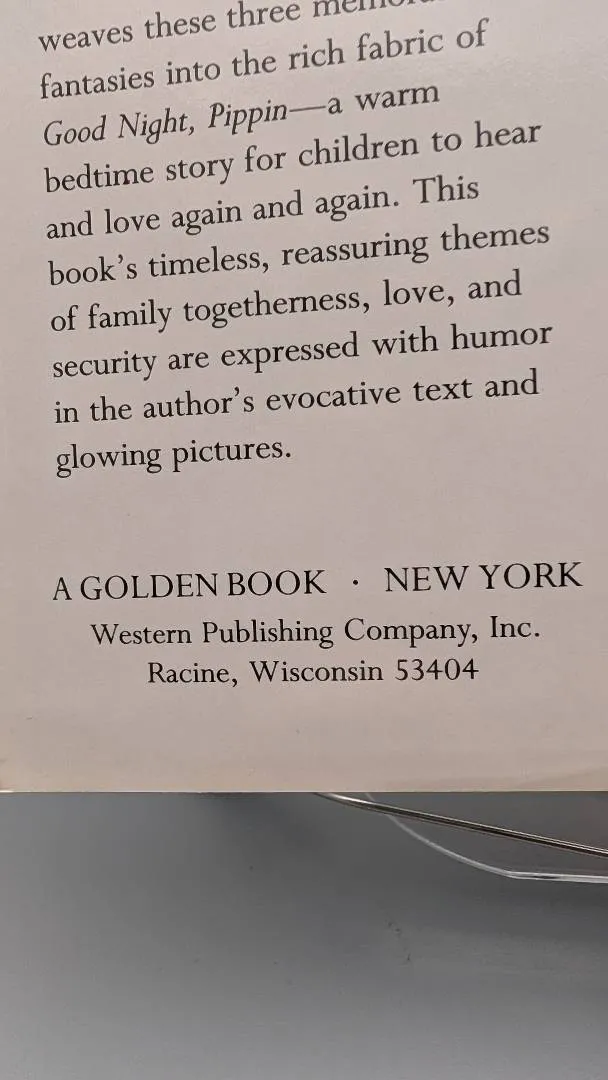 weaves these three
fantasies into the rich fabric of
Good Night, Pippin—a warm
bedtime story for children to hear
and love again and again. This
book's timeless, reassuring themes
of family togetherness, love, and
security are expressed with humor
in the author's evocative text and
glowing pictures.
A GOLDEN BOOK · NEW YORK
Western Publishing Company, Inc.
Racine, Wisconsin 53404